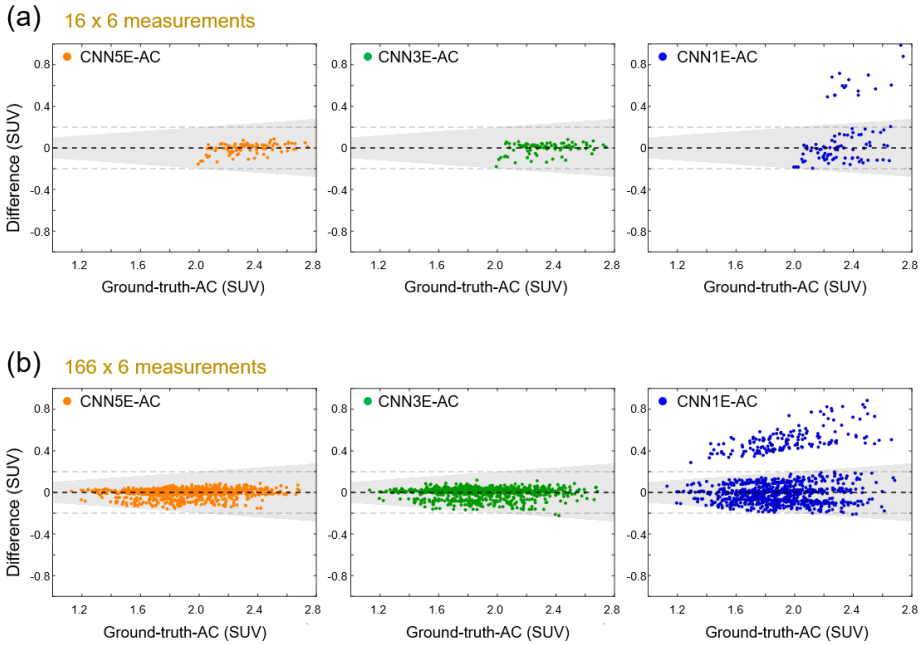 (a) 16 x 6 measurements
CNN5E-AC CNN3E-AC CNN1E-AC
0.8 0.8 0.8
0.4 0.4 0.4
0 0 0
-0.4 -0.4 -0.4
-0.8 -0.8 -0.8
Difference (SUV)
1.2 1.6 2.0 2.4 2.8 1.2 1.6 2.0 2.4 2.8 1.2 1.6 2.0 2.4 2.8
Ground-truth-AC (SUV) Ground-truth-AC (SUV) Ground-truth-AC (SUV)
(b) 166 x 6 measurements
CNN5E-AC CNN3E-AC CNN1E-AC
0.8 0.8 0.8
0.4 0.4 0.4
0 0 0
-0.4 -0.4 -0.4
-0.8 -0.8 -0.8
Difference (SUV)
1.2 1.6 2.0 2.4 2.8 1.2 1.6 2.0 2.4 2.8 1.2 1.6 2.0 2.4 2.8
Ground-truth-AC (SUV) Ground-truth-AC (SUV) Ground-truth-AC (SUV)